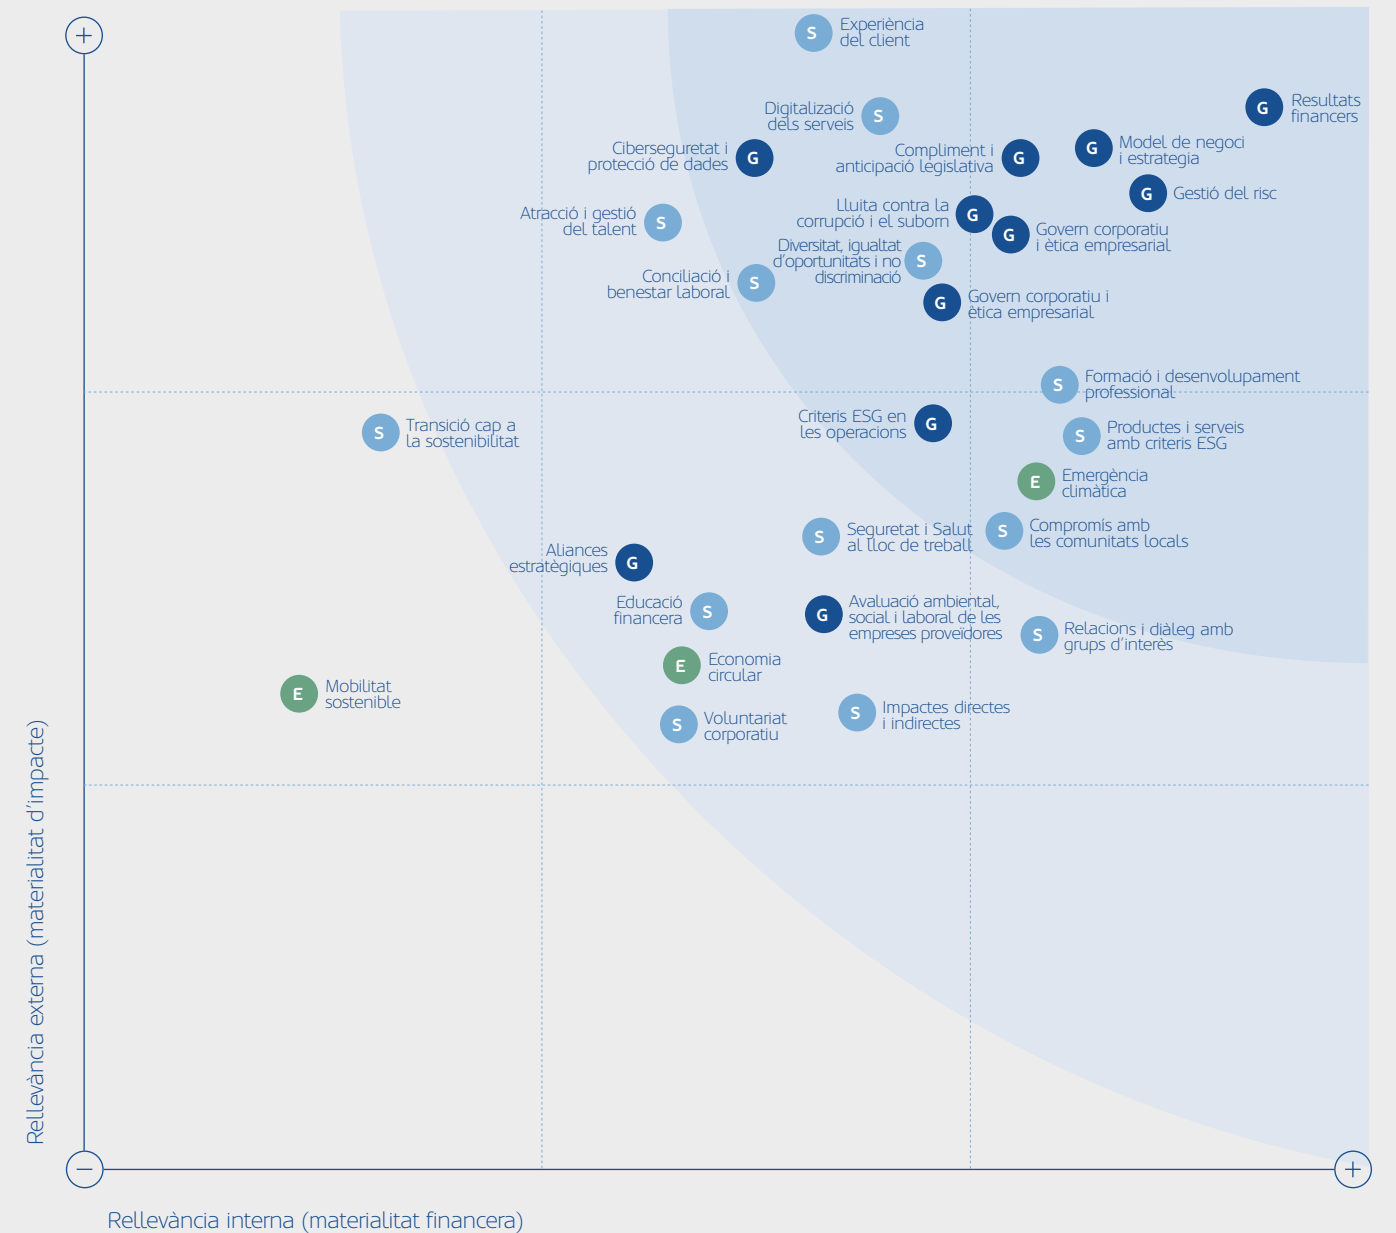 +
S
Experiència
del client
G
Resultats
financers
Digitalització
dels serveis
S
Ciberseguretat i
protecció de dades
G
Compliment i
anticipació legislativa
G
G
Model de negoci
i estrategia
G
Gestió del risc
Atracció i gestió
del talent
S
Lluita contra la
corrupció i el suborn
G
G
Govern corporatiu
i ètica empresarial
Diversitat, igualtat
d'oportunitats i no
discriminació
S
Conciliació i
benestar laboral
S
G
Govern corporatiu i
ètica empresarial
S
Formació i desenvolupament
professional
S
Transició cap a
la sostenibilitat
Criteris ESG en
les operacions
G
S
Productes i serveis
amb criteris ESG
E
Emergència
climàtica
S
Seguretat i Salut
al lloc de treball
S
Compromís amb
les comunitats locals
Aliances
estratègiques
G
Educació
financera
S
G
Avaluació ambiental,
social i laboral de les
empreses proveïdores
S
Relacions i diàleg amb
grups d'interès
E
Economia
circular
E
Mobilitat
sostenible
S
Voluntariat
corporatiu
S
Impactes directes
i indirectes
Rellevància externa (materialitat d'impacte)
−
+
Rellevància interna (materialitat financera)